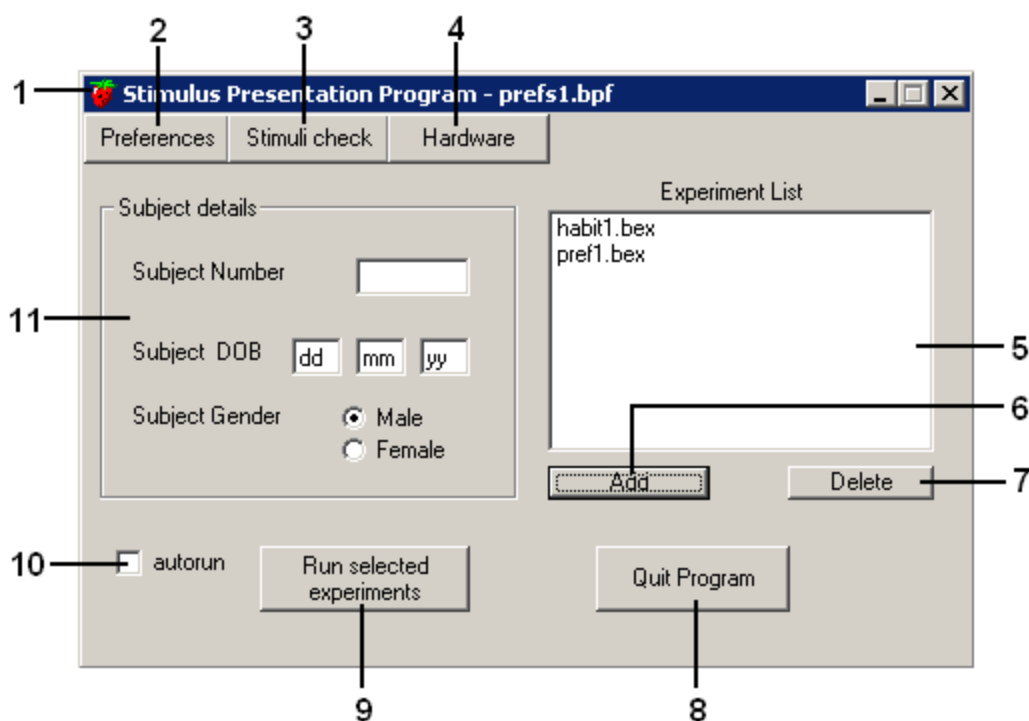 2 3 4
1 Stimulus Presentation Program - prefs1.bpf
Preferences Stimuli check Hardware
Subject details
Subject Number
11
Subject DOB dd mm yy
Subject Gender Male
Female
Experiment List
habit1.bex
pref1.bex
5
6
Add Delete 7
10 autorun Run selected
experiments
Quit Program
9 8